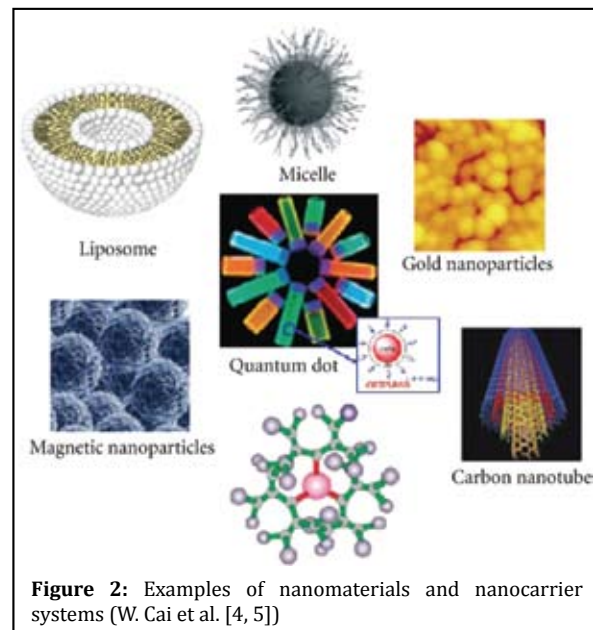 Micelle
Liposome
Gold nanoparticles
Quantum dot
Magnetic nanoparticles
Carbon nanotube
Figure 2: Examples of nanomaterials and nanocarrier
systems (W. Cai et al. [4, 5])